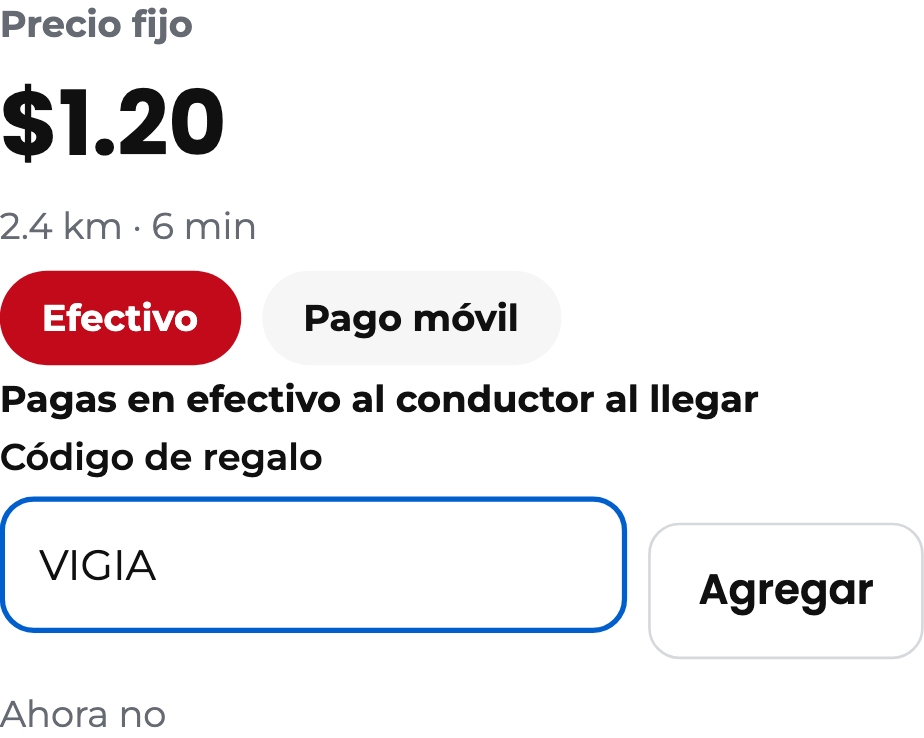 Precio fijo
$1.20
2.4 km · 6 min
Efectivo Pago móvil
Pagas en efectivo al conductor al llegar
Código de regalo
VIGIA Agregar
Ahora no